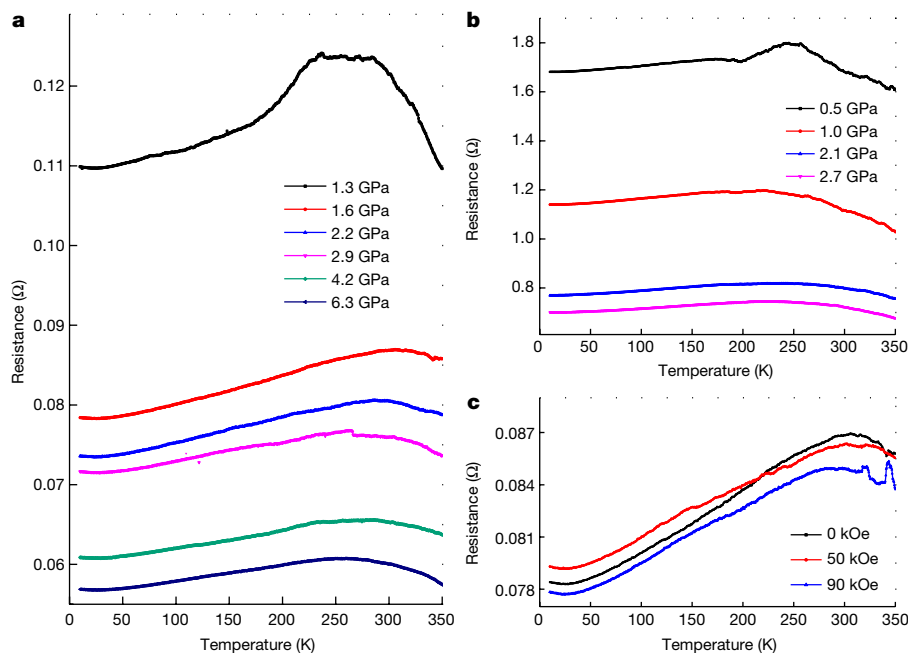 a
0.12
0.11
0.10
0.09
0.08
0.07
0.06
Resistance (Ω)
1.3 GPa
1.6 GPa
2.2 GPa
2.9 GPa
4.2 GPa
6.3 GPa
0 50 100 150 200 250 300 350
Temperature (K)
b
1.8
1.6
1.4
1.2
1.0
0.8
Resistance (Ω)
0.5 GPa
1.0 GPa
2.1 GPa
2.7 GPa
0 50 100 150 200 250 300 350
Temperature (K)
c
0.087
0.084
0.081
0.078
Resistance (Ω)
0 kOe
50 kOe
90 kOe
0 50 100 150 200 250 300 350
Temperature (K)